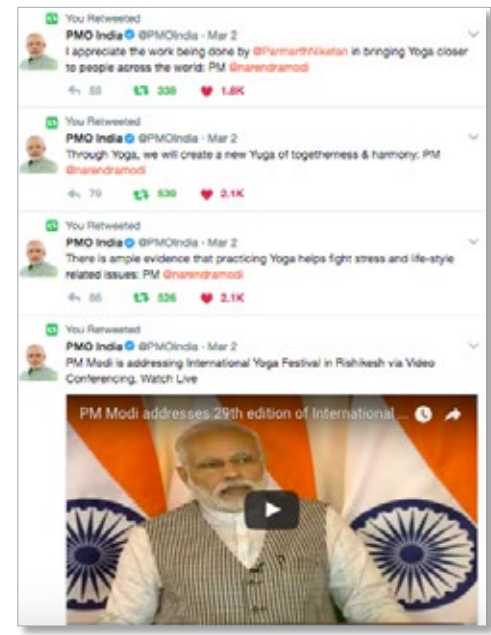 You Retweeted
PMO India @PMOIndia · Mar 2
I appreciate the work being done by @ParmarthNiketan in bringing Yoga closer
to people across the world: PM @narendramodi
338 1.8K
You Retweeted
PMO India @PMOIndia · Mar 2
Through Yoga, we will create a new Yuga of togetherness & harmony: PM
@narendramodi
79 539 2.1K
You Retweeted
PMO India @PMOIndia · Mar 2
There is ample evidence that practicing Yoga helps fight stress and life-style
related issues: PM @narendramodi
526 2.1K
You Retweeted
PMO India @PMOIndia · Mar 2
PM Modi is addressing International Yoga Festival in Rishikesh via Video
Conferencing. Watch Live
PM Modi addresses 29th edition of International ...